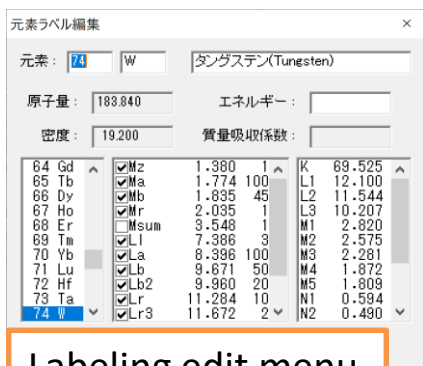 元素ラベル編集 ×
元素： 74 W タングステン(Tungsten)
原子量： 183.840 エネルギー：
密度： 19.200 質量吸収係数：
64 Gd Mz 1.380 1 K 69.525
65 Tb Ma 1.774 100 L1 12.100
66 Dy Mb 1.835 45 L2 11.544
67 Ho Mr 2.035 1 L3 10.207
68 Er Msum 3.548 1 M1 2.820
69 Tm Ll 7.386 3 M2 2.575
70 Yb La 8.396 100 M3 2.281
71 Lu Lb 9.671 50 M4 1.872
72 Hf Lb2 9.960 20 M5 1.809
73 Ta Lr 11.284 10 N1 0.594
74 W Lr3 11.672 2 N2 0.490
Labeling edit menu